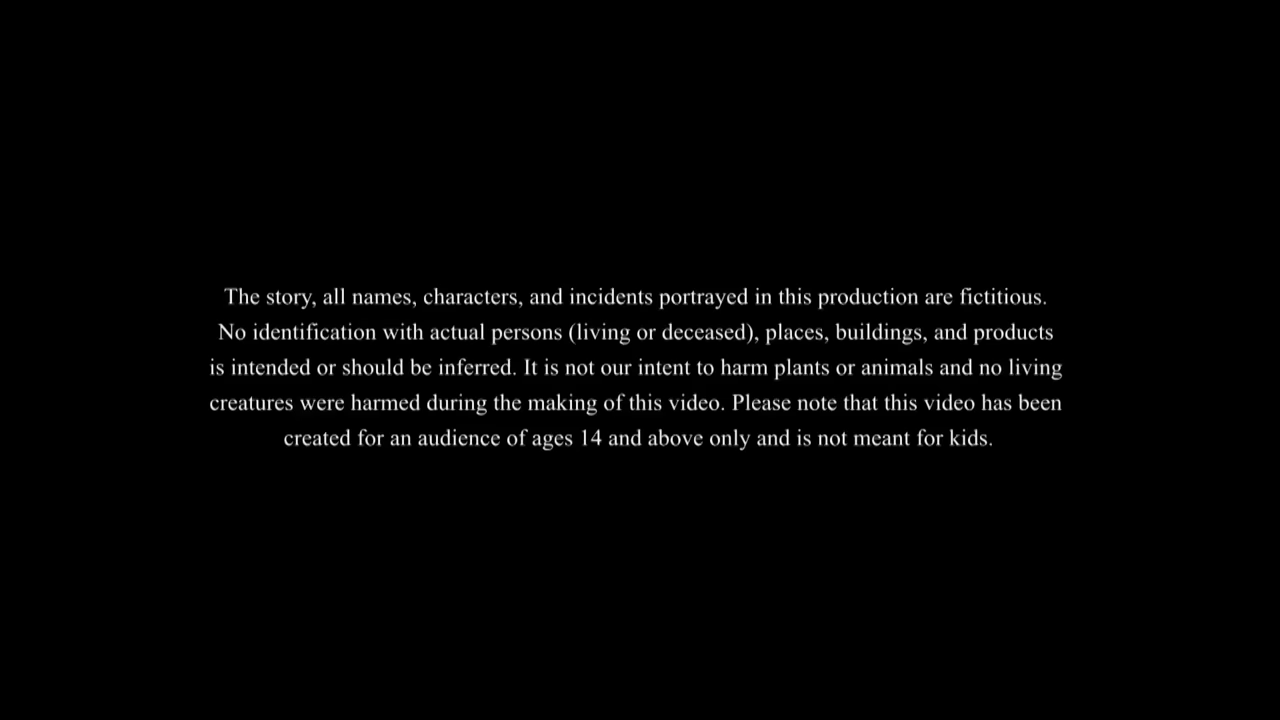 The story, all names, characters, and incidents portrayed in this production are fictitious.
No identification with actual persons (living or deceased), places, buildings, and products
is intended or should be inferred. It is not our intent to harm plants or animals and no living
creatures were harmed during the making of this video. Please note that this video has been
created for an audience of ages 14 and above only and is not meant for kids.